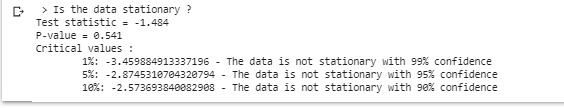 > Is the data stationary ?
Test statistic = -1.484
P-value = 0.541
Critical values :
1%: -3.459884913337196 - The data is not stationary with 99% confidence
5%: -2.8745310704320794 - The data is not stationary with 95% confidence
10%: -2.573693840082908 - The data is not stationary with 90% confidence